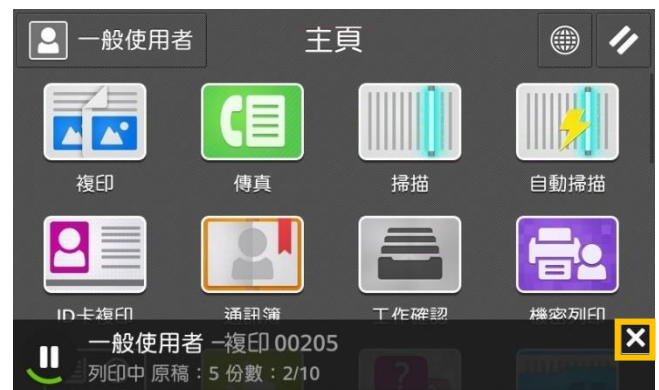 一般使用者
主頁
複印
傳真
掃描
自動掃描
ID卡複印
通訊簿
工作確認
機密列印
一般使用者 –複印 00205
列印中 原稿：5 份數：2/10